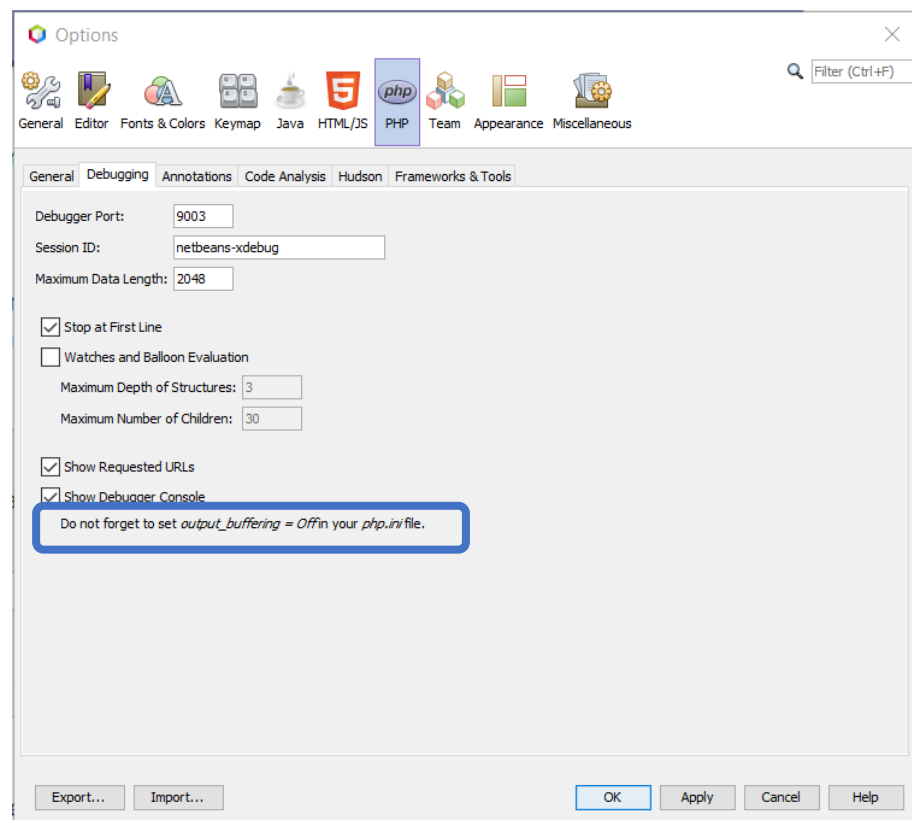 Options
Filter (Ctrl+F)
php
General Editor Fonts & Colors Keymap Java HTML/JS PHP Team Appearance Miscellaneous
General Debugging Annotations Code Analysis Hudson Frameworks & Tools
Debugger Port: 9003
Session ID: netbeans-xdebug
Maximum Data Length: 2048
Stop at First Line
Watches and Balloon Evaluation
Maximum Depth of Structures: 3
Maximum Number of Children: 30
Show Requested URLs
Show Debugger Console
Do not forget to set output_buffering = Off in your php.ini file.
Export... Import... OK Apply Cancel Help